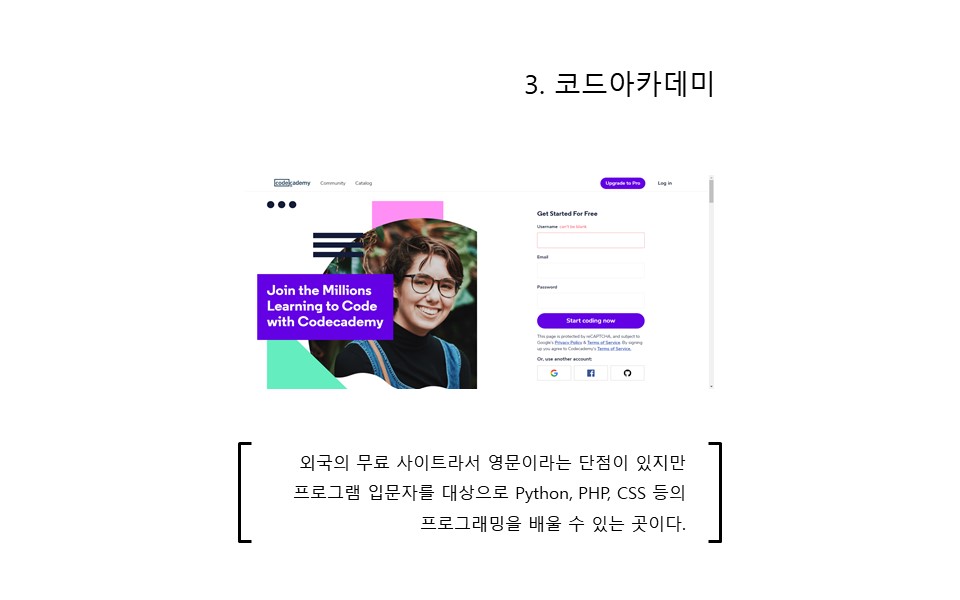 3. 코드아카데미
codecademy Community Catalog Upgrade to Pro Log in
Get Started For Free
Username can't be blank
Email
Join the Millions
Learning to Code
with Codecademy
Password
Start coding now
This page is protected by reCAPTCHA, and subject to
Google's Privacy Policy & Terms of Service. By signing
up you agree to Codecademy's Terms of Service.
Or, use another account:
외국의 무료 사이트라서 영문이라는 단점이 있지만
프로그램 입문자를 대상으로 Python, PHP, CSS 등의
프로그래밍을 배울 수 있는 곳이다.